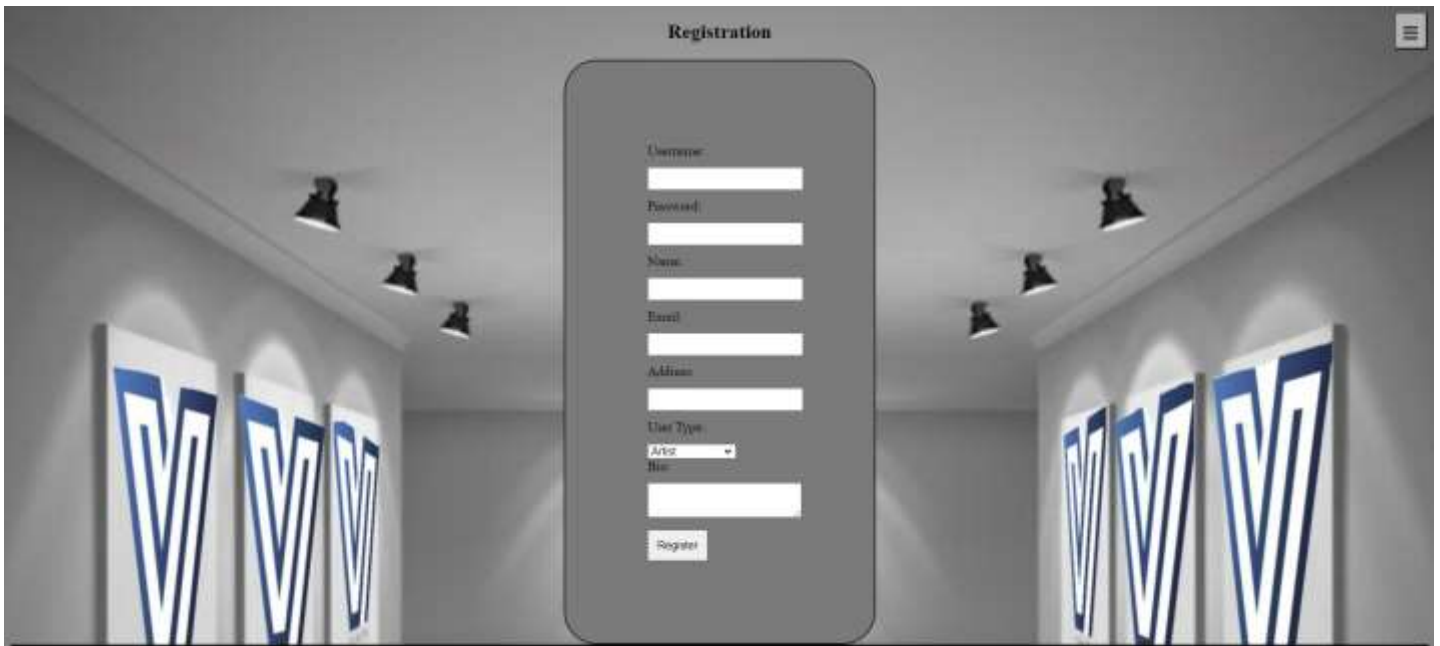 Registration
Username:
Password:
Name:
Email:
Address:
User Type:
Artist
Bio:
Register